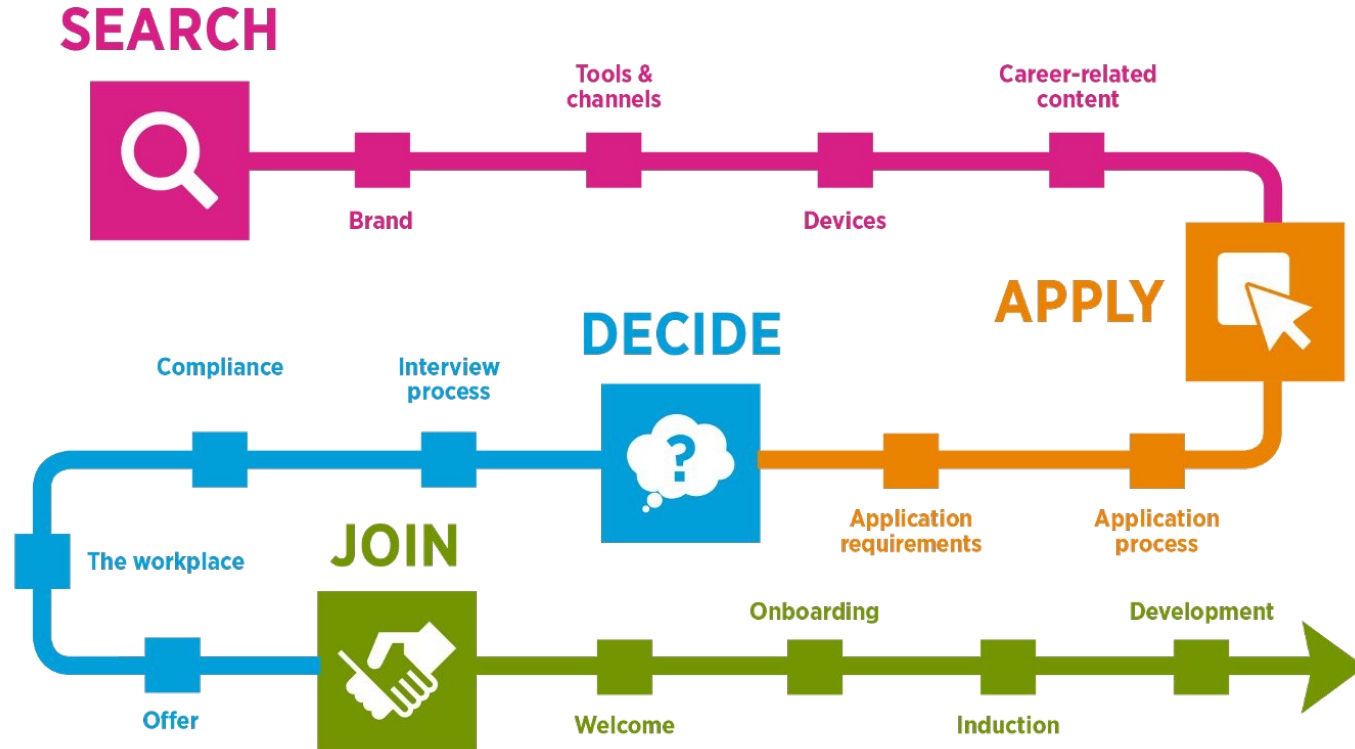 SEARCH
Tools &
channels
Career-related
content
Brand
Devices
APPLY
DECIDE
Compliance
Interview
process
?
Application
requirements
Application
process
The workplace
JOIN
Onboarding
Development
Offer
Welcome
Induction